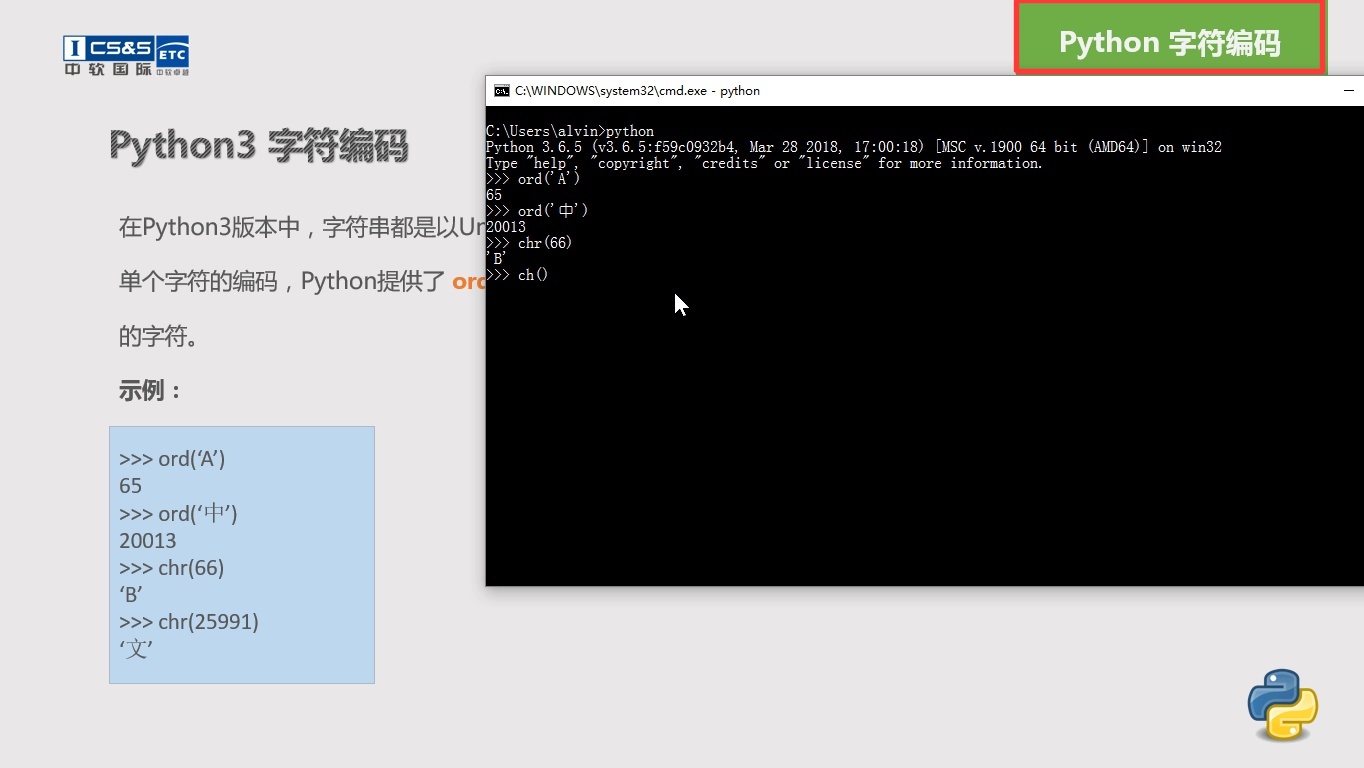 I CS&S ETC
中软国际 中软卓越
Python 字符编码
Python3 字符编码
在Python3版本中，字符串都是以Un
单个字符的编码，Python提供了 ord
的字符。
示例：
>>> ord(‘A’)
65
>>> ord(‘中’)
20013
>>> chr(66)
‘B’
>>> chr(25991)
‘文’
C:\WINDOWS\system32\cmd.exe - python
C:\Users\alvin>python
Python 3.6.5 (v3.6.5:f59c0932b4, Mar 28 2018, 17:00:18) [MSC v.1900 64 bit (AMD64)] on win32
Type "help", "copyright", "credits" or "license" for more information.
>>> ord('A')
65
>>> ord('中')
20013
>>> chr(66)
'B'
>>> ch()